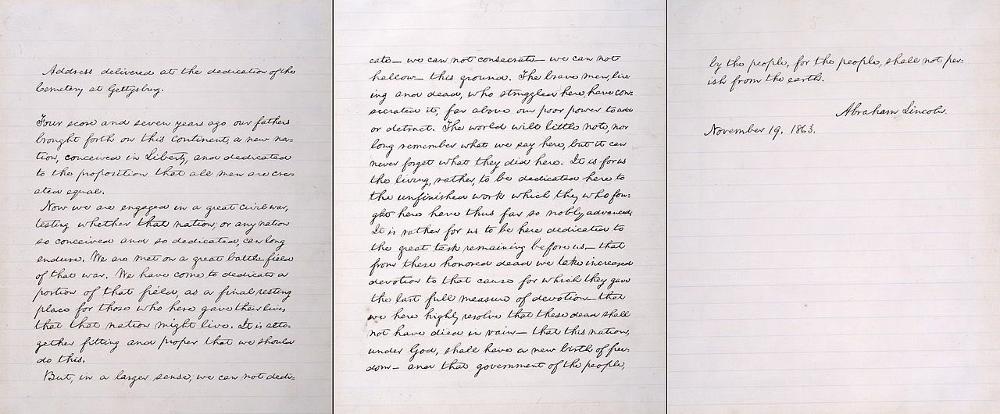 Address delivered at the dedication of the
Cemetery at Gettysburg.
Four score and seven years ago our fathers
brought forth on this continent, a new na-
tion, conceived in Liberty, and dedicated
to the proposition that all men are cre-
ated equal.
Now we are engaged in a great civil war,
testing whether that nation, or any nation
so conceived and so dedicated, can long
endure. We are met on a great battle field
of that war. We have come to dedicate a
portion of that field, as a final resting
place for those who here gave their lives
that that nation might live. It is alto-
gether fitting and proper that we should
do this.
But, in a larger sense, we can not dedi-
cate— we can not consecrate— we can not
hallow— this ground. The brave men, liv-
ing and dead, who struggled here have con-
secrated it, far above our poor power to add
or detract. The world will little note, nor
long remember what we say here, but it can
never forget what they did here. It is for us
the living, rather, to be dedicated here to
the unfinished work which they who fou-
ght here have thus far so nobly advanced.
It is rather for us to be here dedicated to
the great task remaining before us— that
from these honored dead we take increased
devotion to that cause for which they gave
the last full measure of devotion— that
we here highly resolve that these dead shall
not have died in vain— that this nation,
under God, shall have a new birth of free-
dom— and that government of the people,
by the people, for the people, shall not per-
ish from the earth.
Abraham Lincoln.
November 19, 1863.